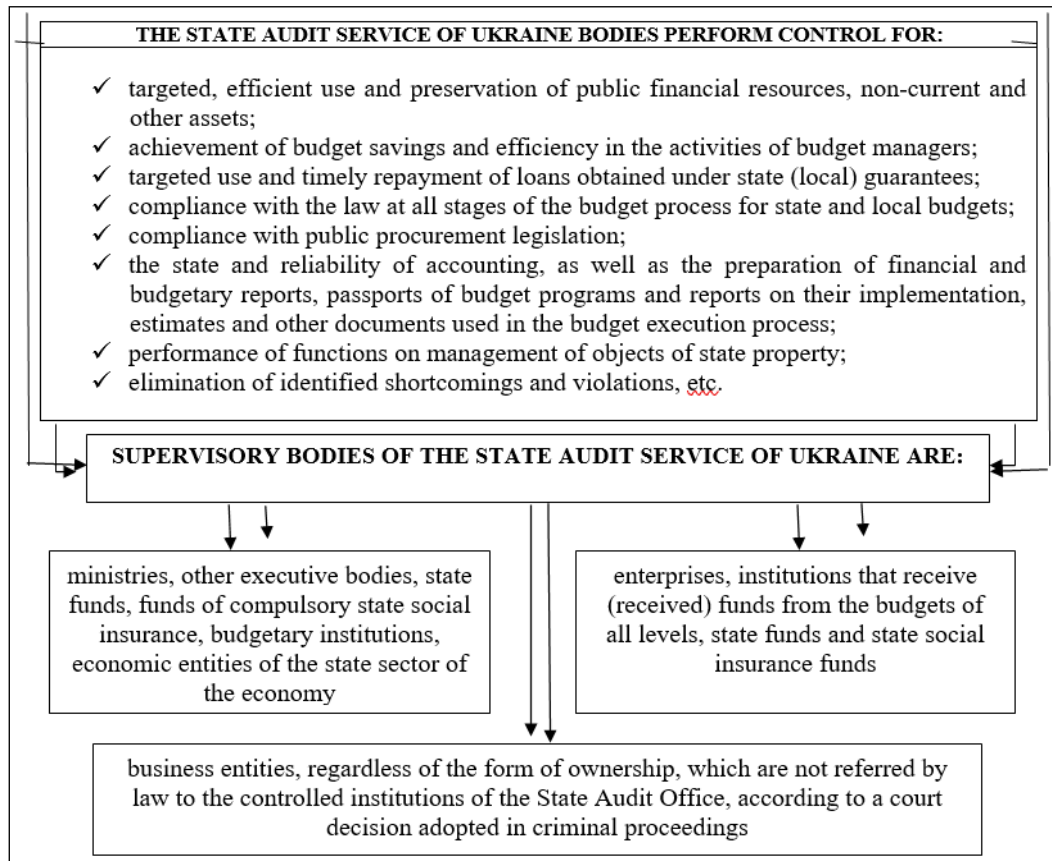 THE STATE AUDIT SERVICE OF UKRAINE BODIES PERFORM CONTROL FOR:
✓ targeted, efficient use and preservation of public financial resources, non-current and
other assets;
✓ achievement of budget savings and efficiency in the activities of budget managers;
✓ targeted use and timely repayment of loans obtained under state (local) guarantees;
✓ compliance with the law at all stages of the budget process for state and local budgets;
✓ compliance with public procurement legislation;
✓ the state and reliability of accounting, as well as the preparation of financial and
budgetary reports, passports of budget programs and reports on their implementation,
estimates and other documents used in the budget execution process;
✓ performance of functions on management of objects of state property;
✓ elimination of identified shortcomings and violations, etc.
SUPERVISORY BODIES OF THE STATE AUDIT SERVICE OF UKRAINE ARE:
ministries, other executive bodies, state
funds, funds of compulsory state social
insurance, budgetary institutions,
economic entities of the state sector of
the economy
enterprises, institutions that receive
(received) funds from the budgets of
all levels, state funds and state social
insurance funds
business entities, regardless of the form of ownership, which are not referred by
law to the controlled institutions of the State Audit Office, according to a court
decision adopted in criminal proceedings